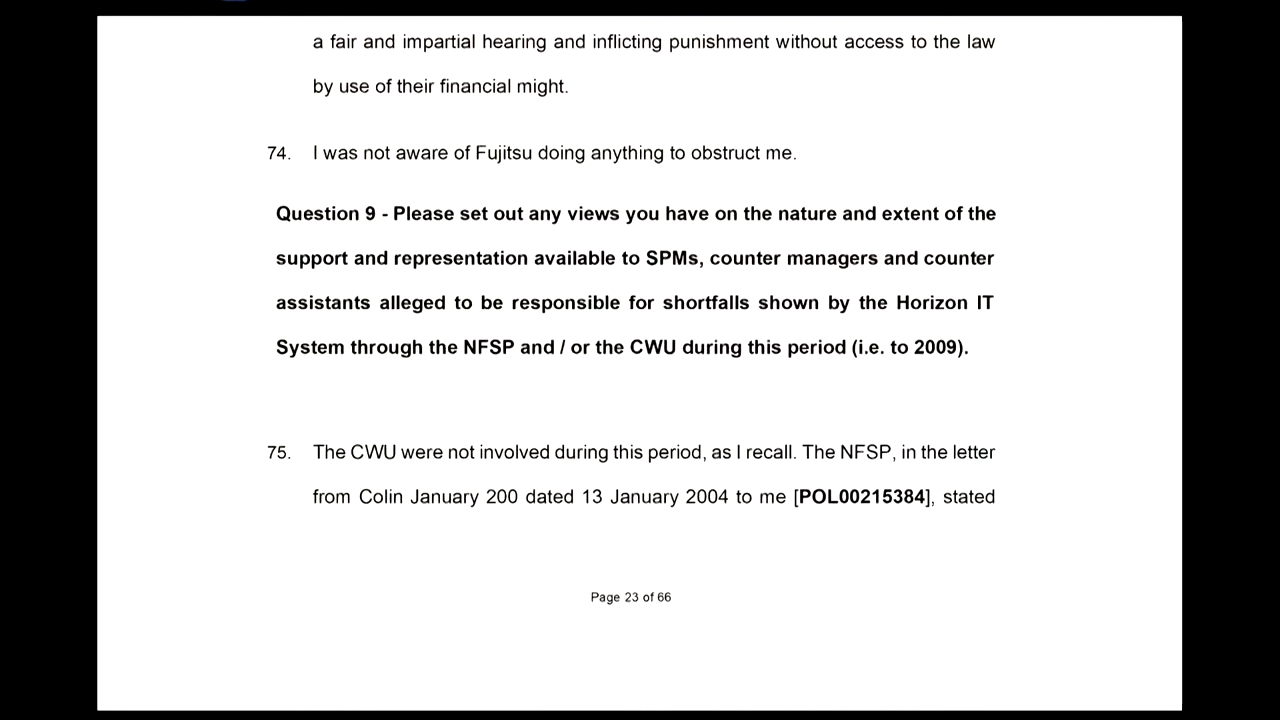 a fair and impartial hearing and inflicting punishment without access to the law
by use of their financial might.
74. I was not aware of Fujitsu doing anything to obstruct me.
Question 9 - Please set out any views you have on the nature and extent of the
support and representation available to SPMs, counter managers and counter
assistants alleged to be responsible for shortfalls shown by the Horizon IT
System through the NFSP and / or the CWU during this period (i.e. to 2009).
75. The CWU were not involved during this period, as I recall. The NFSP, in the letter
from Colin January 200 dated 13 January 2004 to me [POL00215384], stated
Page 23 of 66